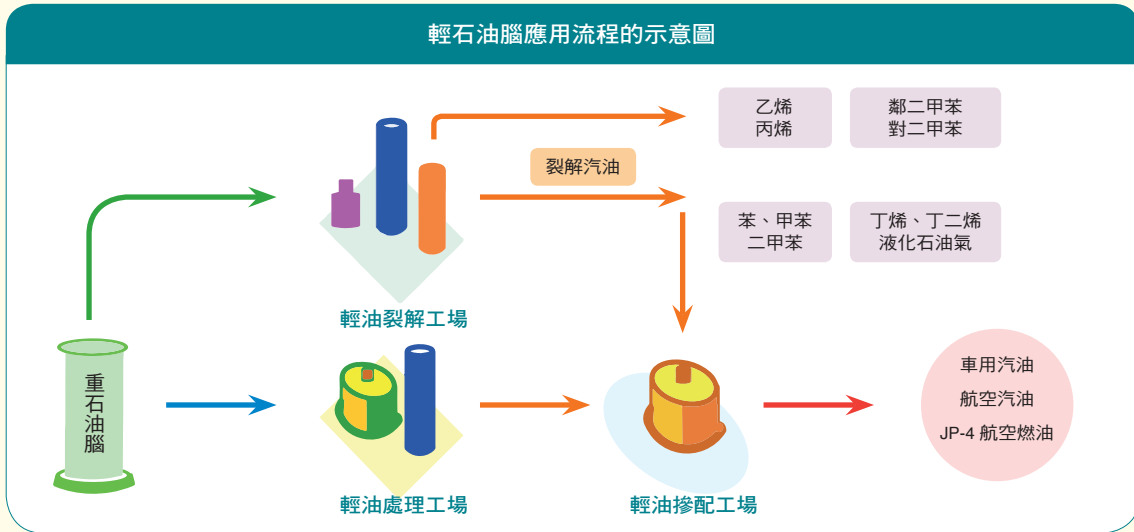 輕石油腦應用流程的示意圖
乙烯
丙烯
鄰二甲苯
對二甲苯
裂解汽油
苯、甲苯
二甲苯
丁烯、丁二烯
液化石油氣
輕油裂解工場
重石油腦
車用汽油
航空汽油
JP-4 航空燃油
輕油處理工場
輕油摻配工場